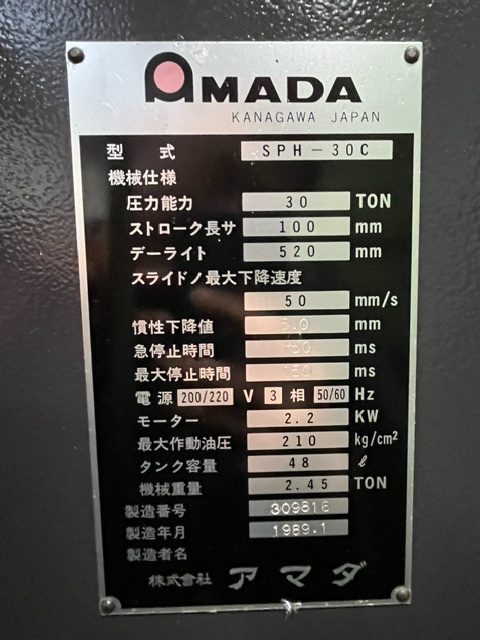 AMADA
KANAGAWA JAPAN
型式 SPH-30C
機械仕様
圧力能力 30 TON
ストローク長サ 100 mm
デーライト 520 mm
スライドノ最大下降速度
50 mm/s
慣性下降値 mm
急停止時間 ms
最大停止時間 ms
電源 200/220 V 3 相 50/60 Hz
モーター 2.2 KW
最大作動油圧 210 kg/cm²
タンク容量 48 ℓ
機械重量 2.45 TON
製造番号 309816
製造年月 1989.1
製造者名
株式会社 アマダ